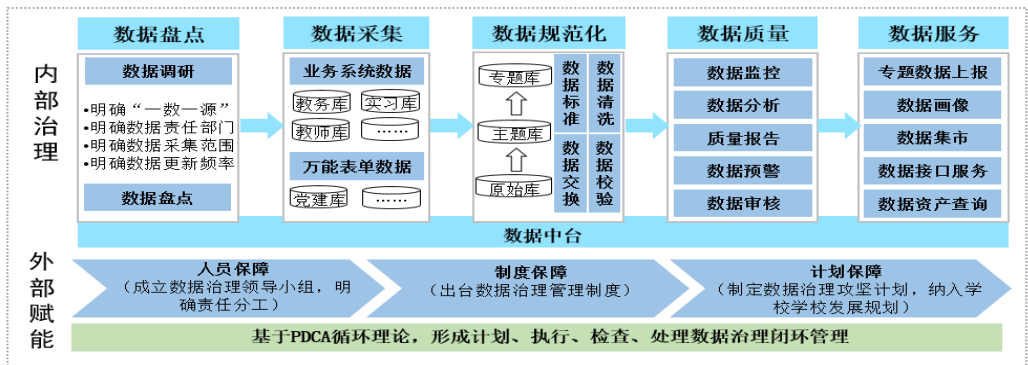 内部治理
数据盘点
数据调研
•明确“一数一源”
•明确数据责任部门
•明确数据采集范围
•明确数据更新频率
数据盘点
数据采集
业务系统数据
教务库
实习库
教师库
……
万能表单数据
党建库
……
数据规范化
专题库
主题库
原始库
数据标准
数据清洗
数据交换
数据校验
数据质量
数据监控
数据分析
质量报告
数据预警
数据审核
数据服务
专题数据上报
数据画像
数据集市
数据接口服务
数据资产查询
数据中台
外部赋能
人员保障
（成立数据治理领导小组，明
确责任分工）
制度保障
（出台数据治理管理制度）
计划保障
（制定数据治理攻坚计划，纳入学
校学校发展规划）
基于PDCA循环理论，形成计划、执行、检查、处理数据治理闭环管理